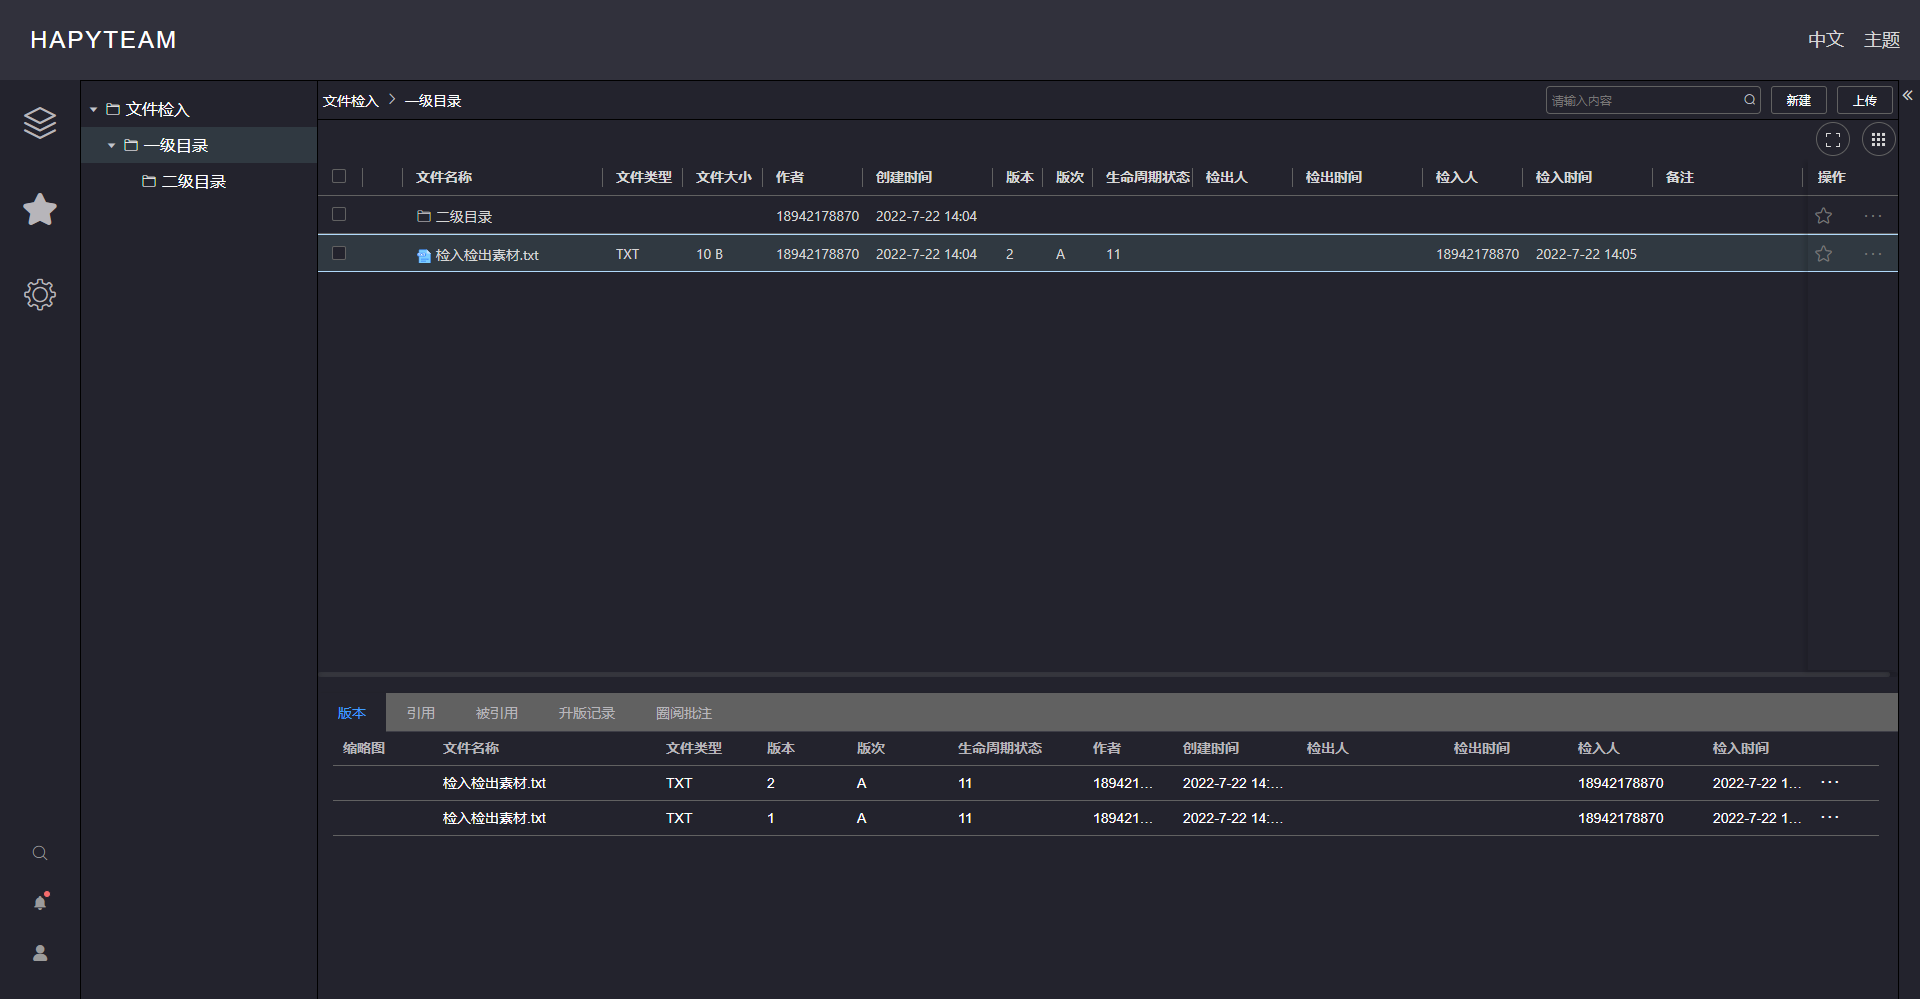 HAPYTEAM
中文 主题
文件检入
一级目录
二级目录
文件检入 > 一级目录
请输入内容 新建 上传
文件名称 文件类型 文件大小 作者 创建时间 版本 版次 生命周期状态 检出人 检出时间 检入人 检入时间 备注 操作
二级目录 18942178870 2022-7-22 14:04 ···
检入检出素材.txt TXT 10 B 18942178870 2022-7-22 14:04 2 A 11 18942178870 2022-7-22 14:05 ···
版本 引用 被引用 升版记录 圈阅批注
缩略图 文件名称 文件类型 版本 版次 生命周期状态 作者 创建时间 检出人 检出时间 检入人 检入时间
检入检出素材.txt TXT 2 A 11 189421... 2022-7-22 14:... 18942178870 2022-7-22 1... ···
检入检出素材.txt TXT 1 A 11 189421... 2022-7-22 14:... 18942178870 2022-7-22 1... ···